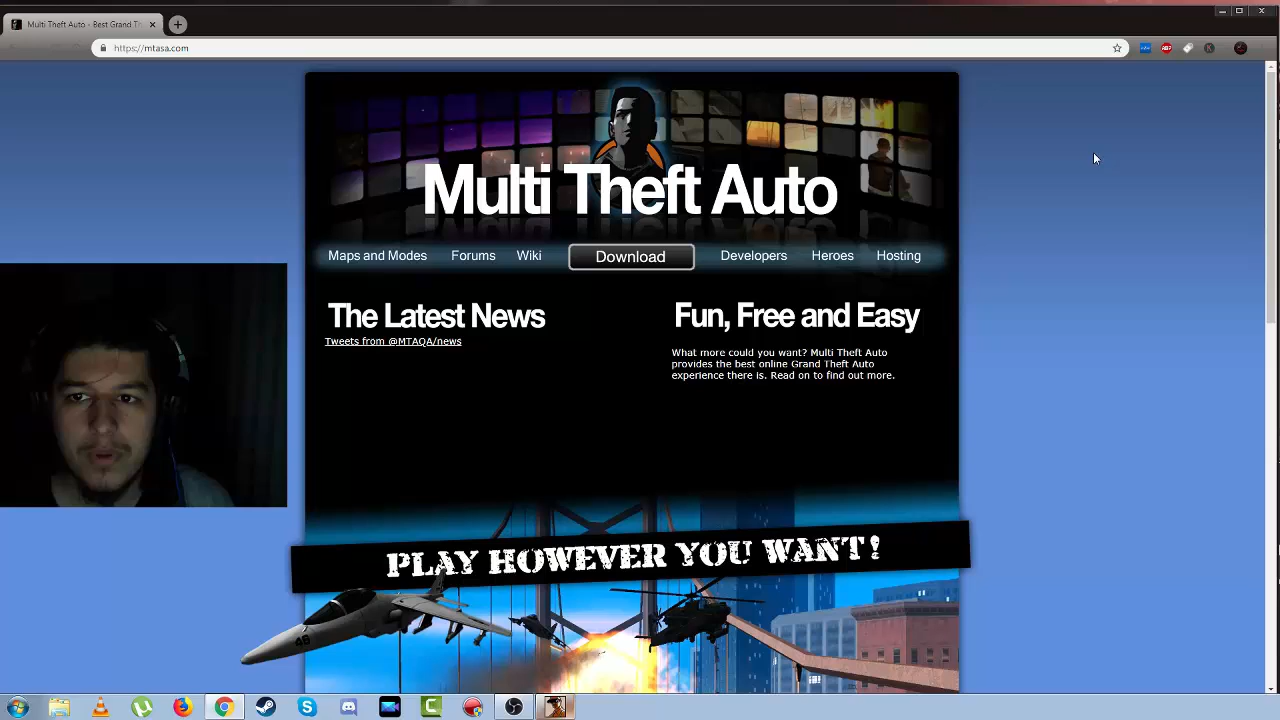 Multi Theft Auto - Best Grand Th
https://mtasa.com
ABP
Multi Theft Auto
Maps and Modes
Forums
Wiki
Download
Developers
Heroes
Hosting
The Latest News
Tweets from @MTAQA/news
Fun, Free and Easy
What more could you want? Multi Theft Auto
provides the best online Grand Theft Auto
experience there is. Read on to find out more.
PLAY HOWEVER YOU WANT!
46